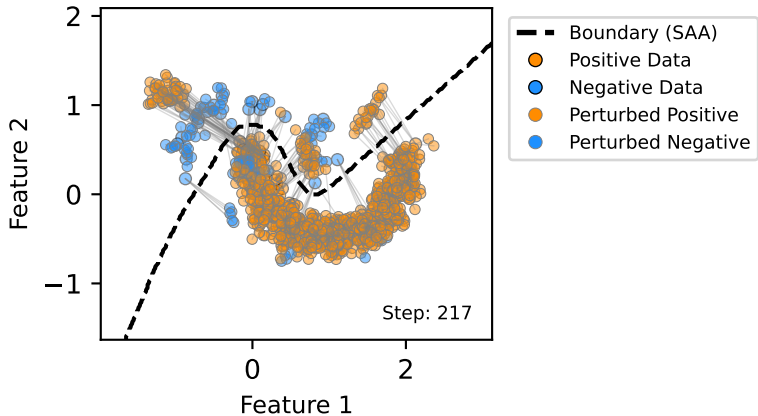 2
1
0
−1
Feature 2
0
2
Feature 1
Step: 217
Boundary (SAA)
Positive Data
Negative Data
Perturbed Positive
Perturbed Negative